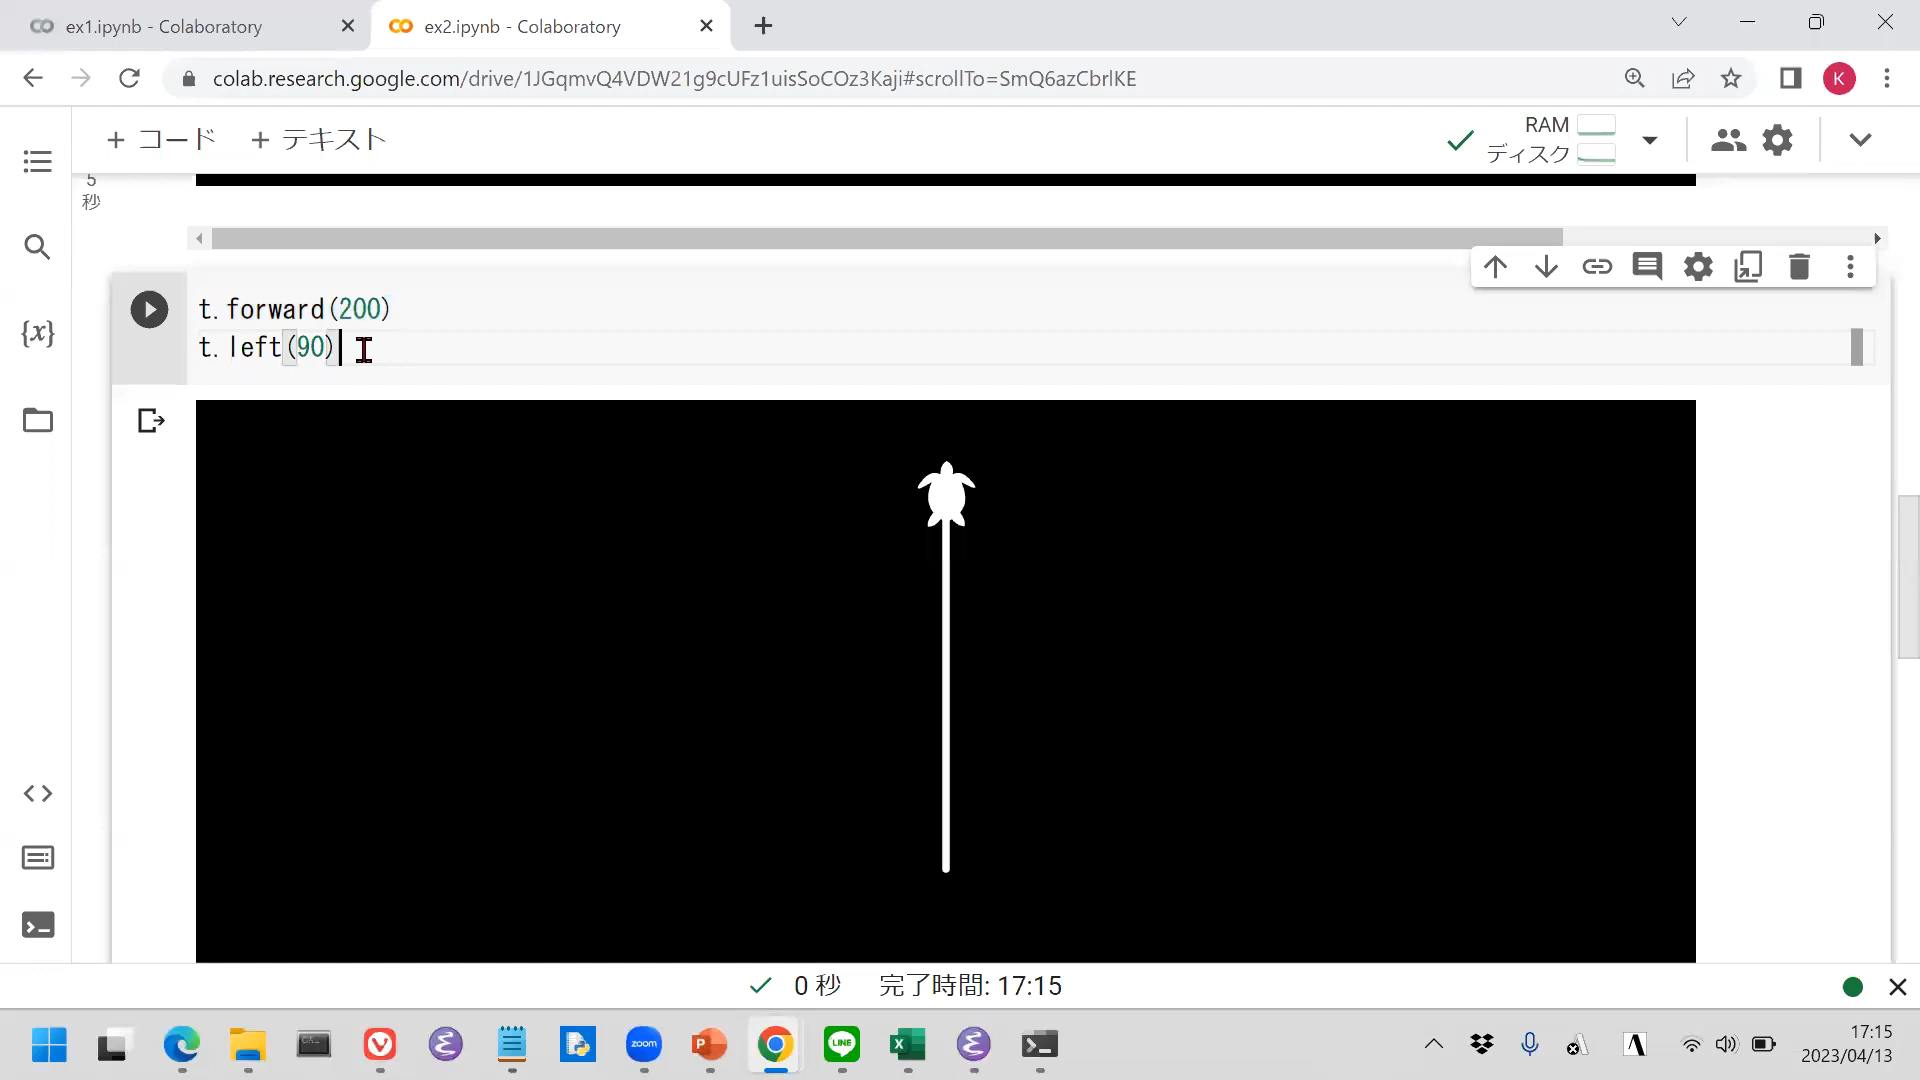 ex1.ipynb - Colaboratory
ex2.ipynb - Colaboratory
colab.research.google.com/drive/1JGqmvQ4VDW21g9cUFz1uisSoCOz3Kaji#scrollTo=SmQ6azCbrlKE
K
+ コード + テキスト
RAM
ディスク
5
秒
{x}
t.forward(200)
t.left(90)
✓ 0 秒 完了時間: 17:15
zoom
LINE
A
17:15
2023/04/13